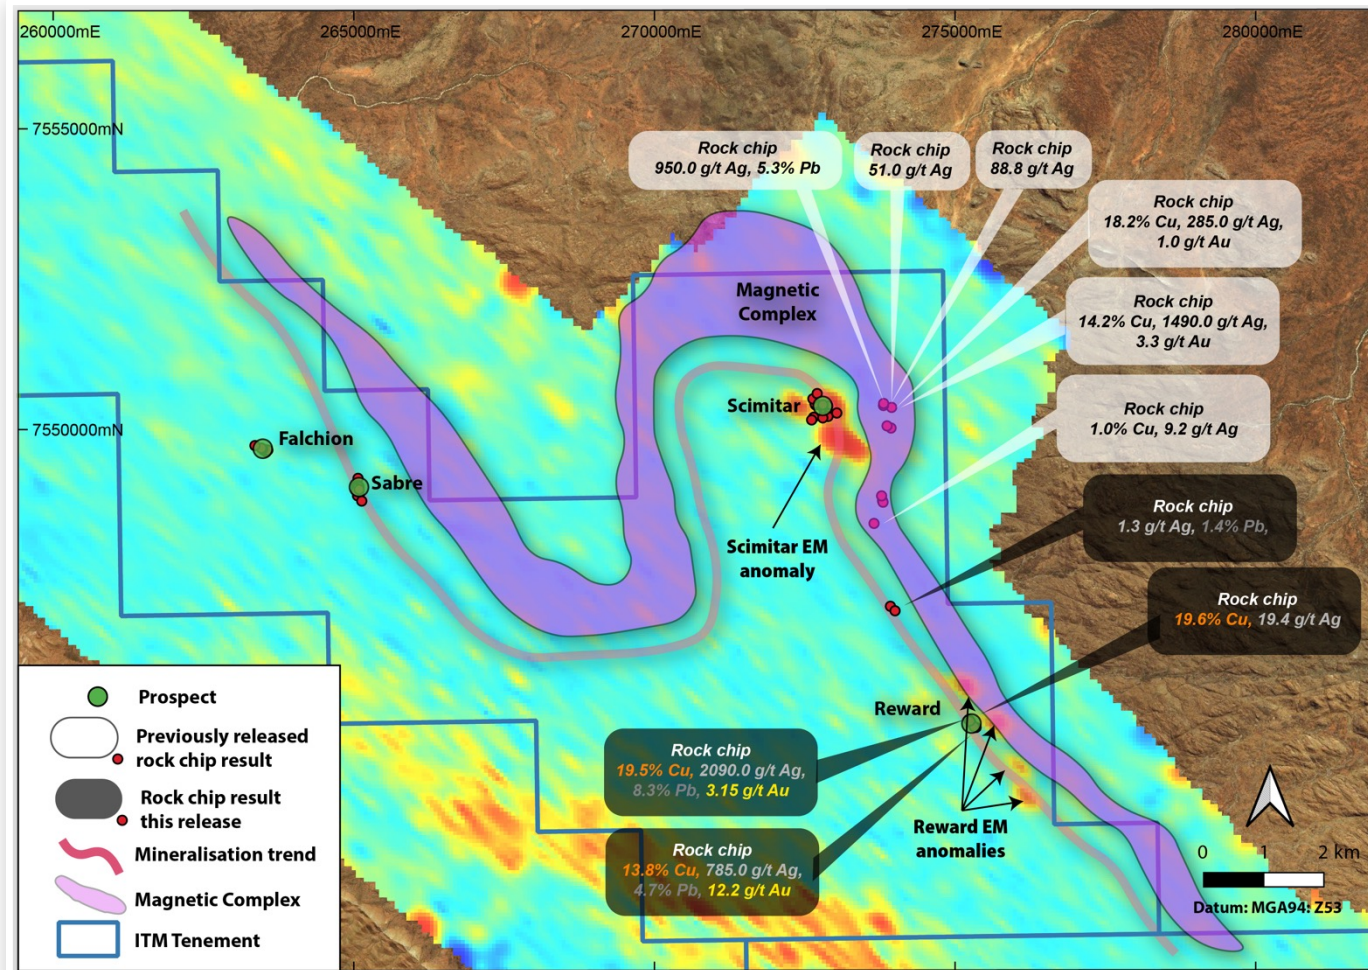 260000mE
265000mE
270000mE
275000mE
280000mE
7555000mN
7550000mN
Rock chip
950.0 g/t Ag, 5.3% Pb
Rock chip
51.0 g/t Ag
Rock chip
88.8 g/t Ag
Rock chip
18.2% Cu, 285.0 g/t Ag,
1.0 g/t Au
Rock chip
14.2% Cu, 1490.0 g/t Ag,
3.3 g/t Au
Rock chip
1.0% Cu, 9.2 g/t Ag
Rock chip
1.3 g/t Ag, 1.4% Pb,
Rock chip
19.6% Cu, 19.4 g/t Ag
Magnetic
Complex
Scimitar
Falchion
Sabre
Scimitar EM
anomaly
Reward
Rock chip
19.5% Cu, 2090.0 g/t Ag,
8.3% Pb, 3.15 g/t Au
Rock chip
13.8% Cu, 785.0 g/t Ag,
4.7% Pb, 12.2 g/t Au
Reward EM
anomalies
Prospect
Previously released
rock chip result
Rock chip result
this release
Mineralisation trend
Magnetic Complex
ITM Tenement
0 1 2 km
Datum: MGA94: Z53